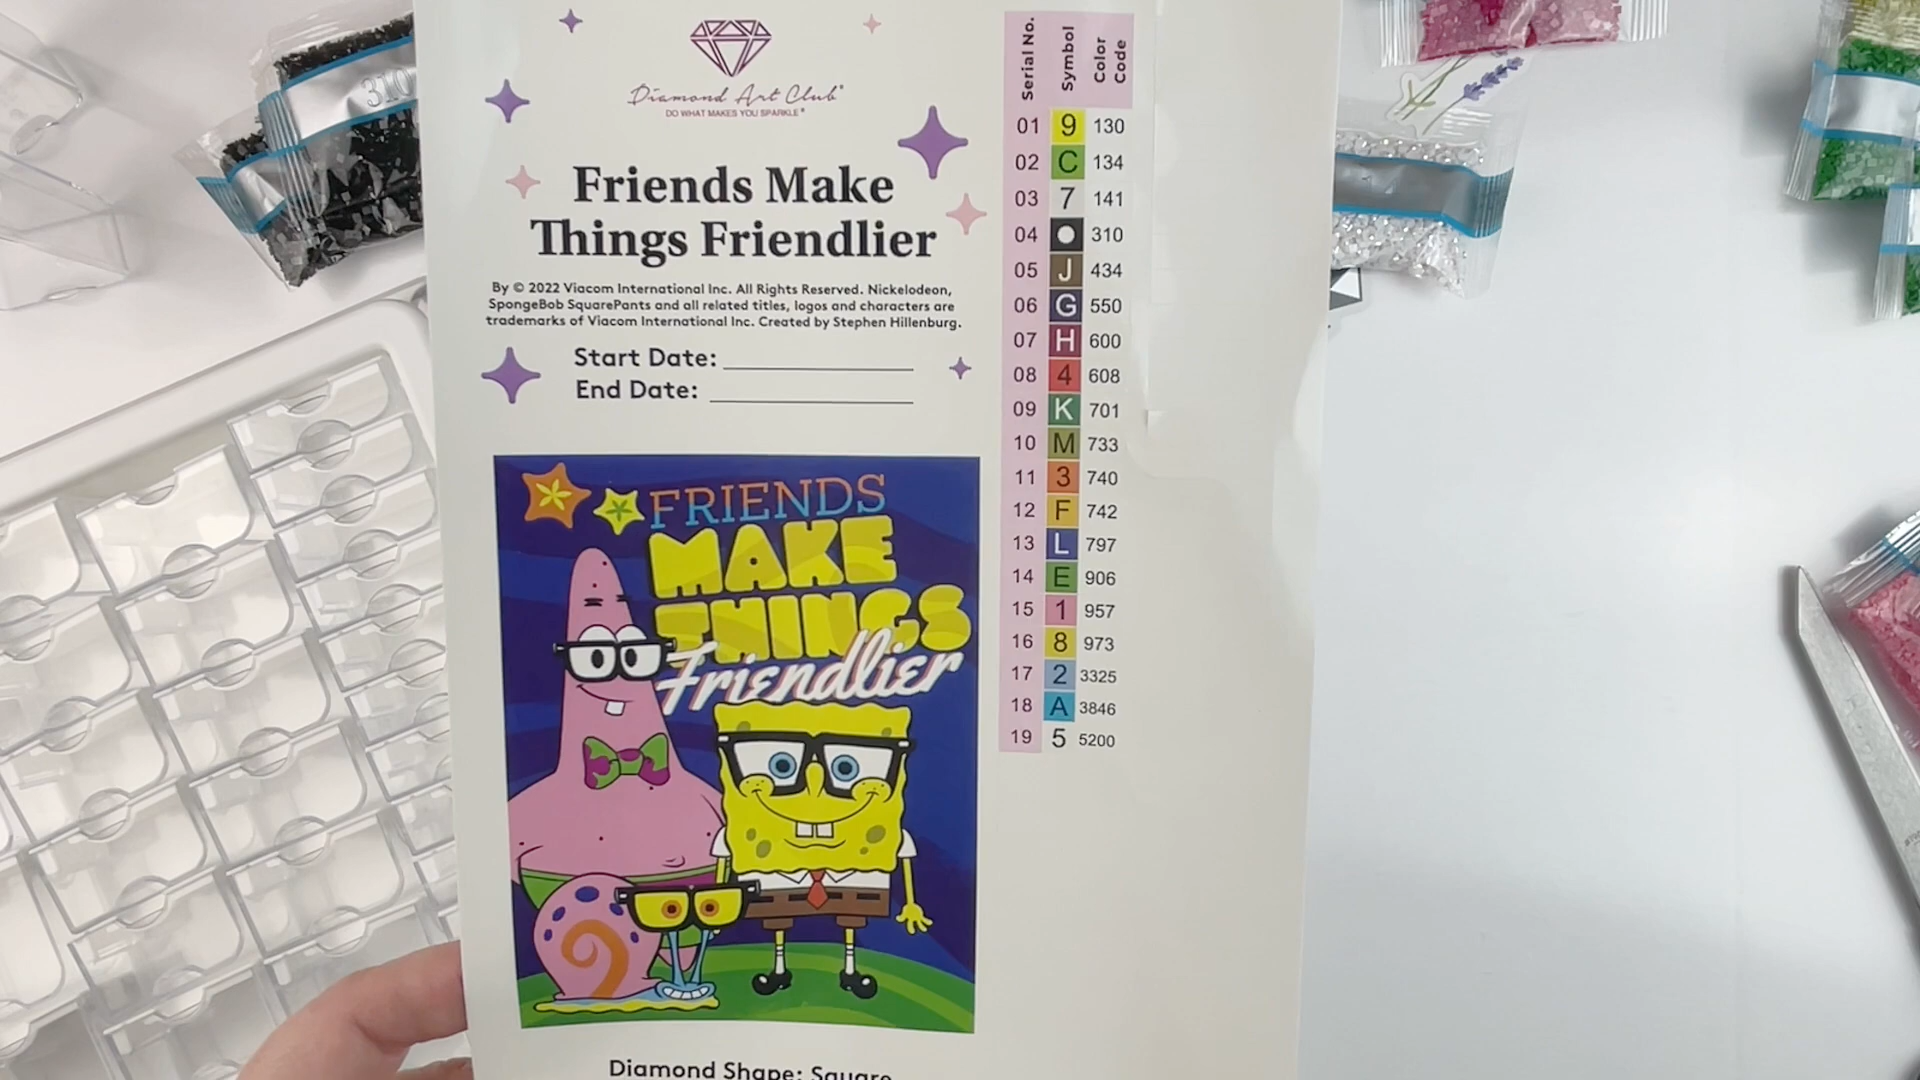 310
Diamond Art Club®
DO WHAT MAKES YOU SPARKLE®
Friends Make
Things Friendlier
By © 2022 Viacom International Inc. All Rights Reserved. Nickelodeon,
SpongeBob SquarePants and all related titles, logos and characters are
trademarks of Viacom International Inc. Created by Stephen Hillenburg.
Start Date:
End Date:
FRIENDS
MAKE
THINGS
Friendlier
Diamond Shape: Square
Serial No. Symbol Color Code
01 9 130
02 C 134
03 7 141
04 ● 310
05 J 434
06 G 550
07 H 600
08 4 608
09 K 701
10 M 733
11 3 740
12 F 742
13 L 797
14 E 906
15 1 957
16 8 973
17 2 3325
18 A 3846
19 5 5200